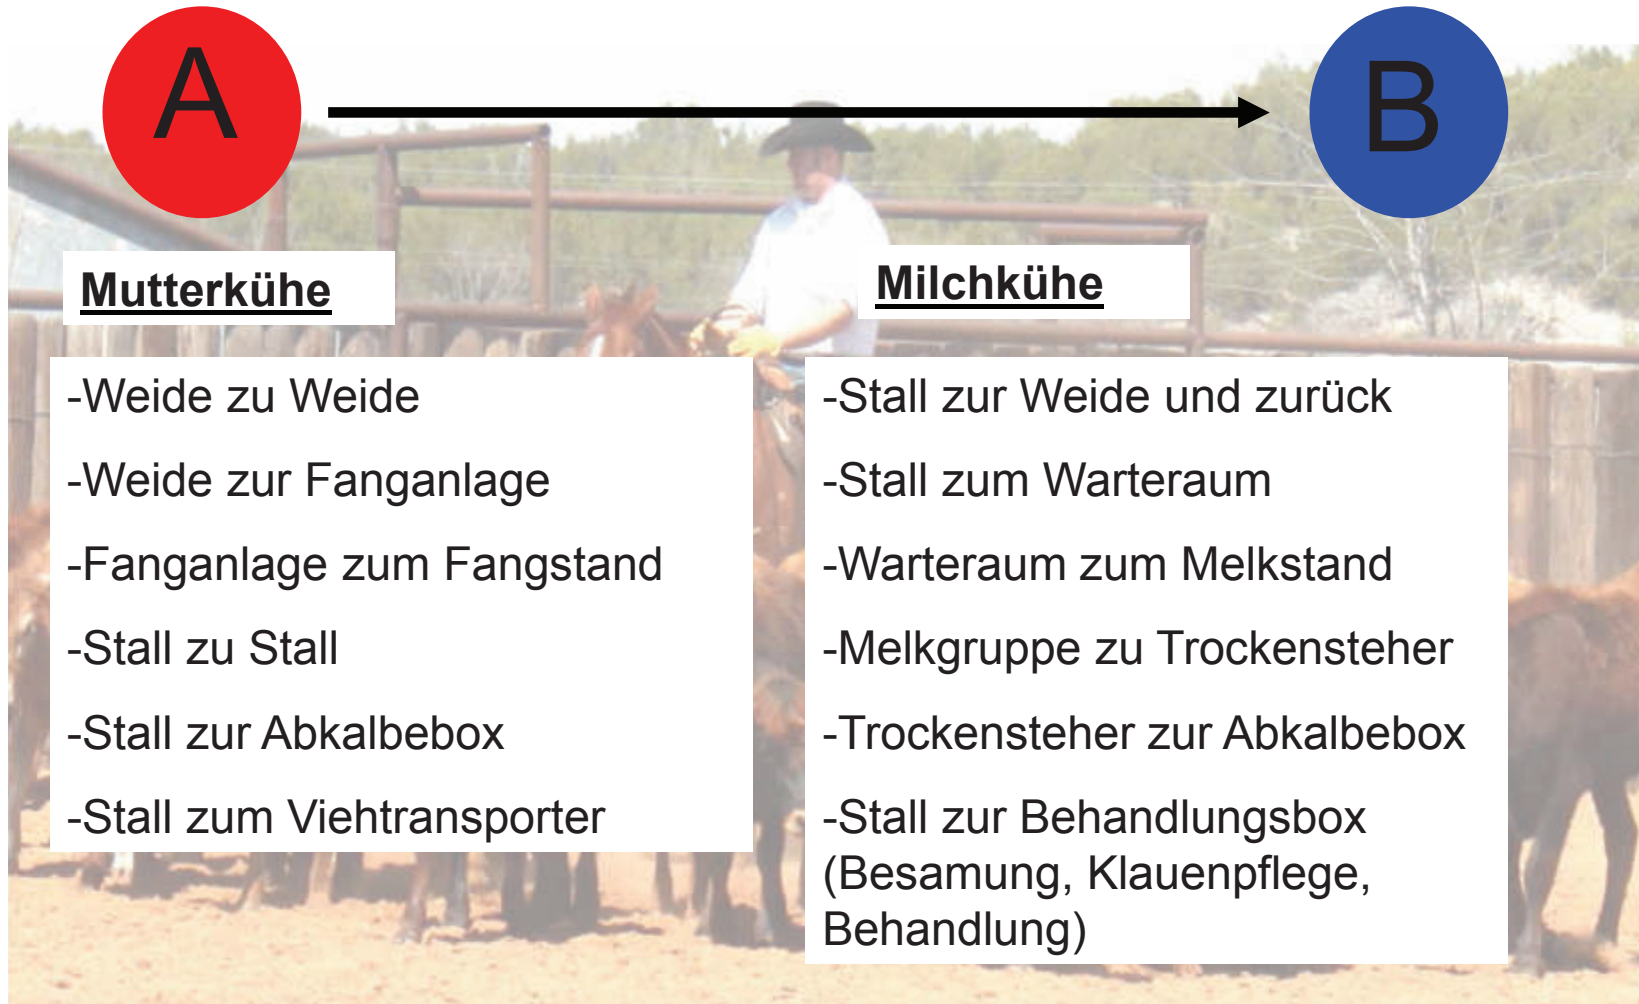 A
B
Mutterkühe
-Weide zu Weide
-Weide zur Fanganlage
-Fanganlage zum Fangstand
-Stall zu Stall
-Stall zur Abkalbebox
-Stall zum Viehtransporter
Milchkühe
-Stall zur Weide und zurück
-Stall zum Warteraum
-Warteraum zum Melkstand
-Melkgruppe zu Trockensteher
-Trockensteher zur Abkalbebox
-Stall zur Behandlungsbox
(Besamung, Klauenpflege,
Behandlung)